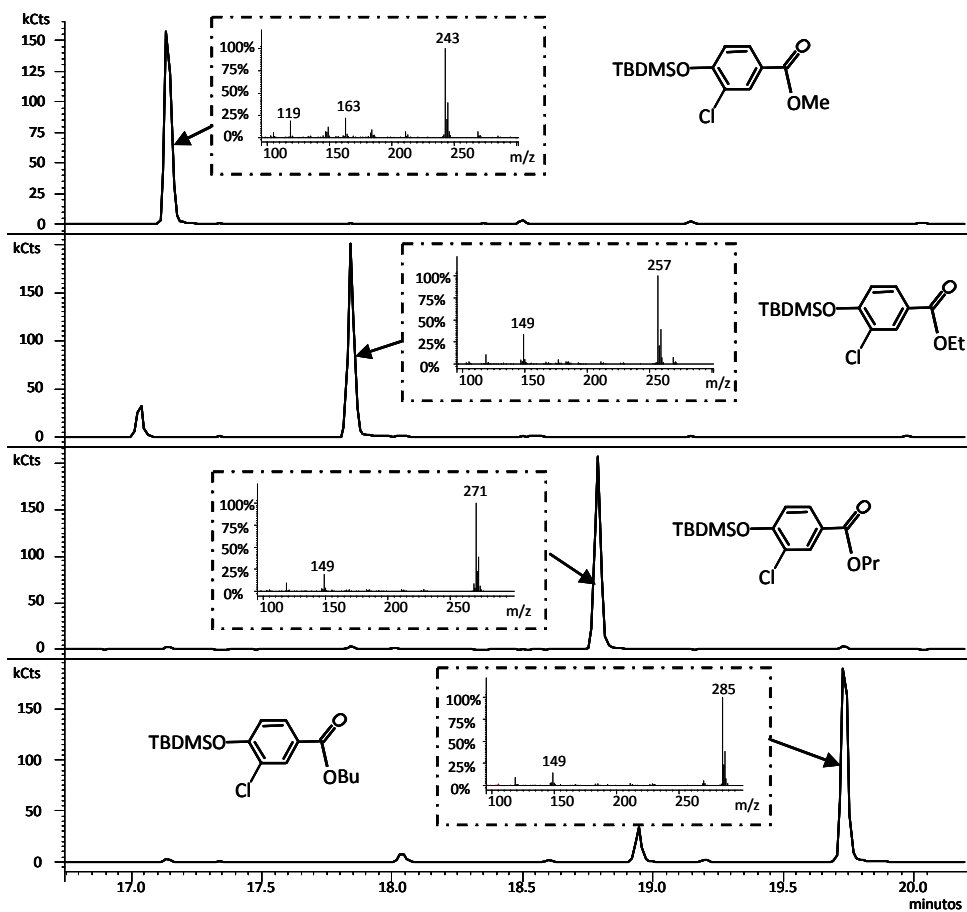 kCts
150
125
100
75
50
25
0
100%
75%
50%
25%
0%
119
163
243
100
150
200
250
m/z
TBDMSO
Cl
O
OMe
kCts
150
100
50
0
100%
75%
50%
25%
0%
149
257
100
150
200
250
m/z
TBDMSO
Cl
O
OEt
kCts
150
100
50
0
100%
75%
50%
25%
0%
149
271
100
150
200
250
m/z
TBDMSO
Cl
O
OPr
kCts
150
100
50
0
TBDMSO
Cl
O
OBu
100%
75%
50%
25%
0%
149
285
100
150
200
250
m/z
17.0 17.5 18.0 18.5 19.0 19.5 20.0
minutos